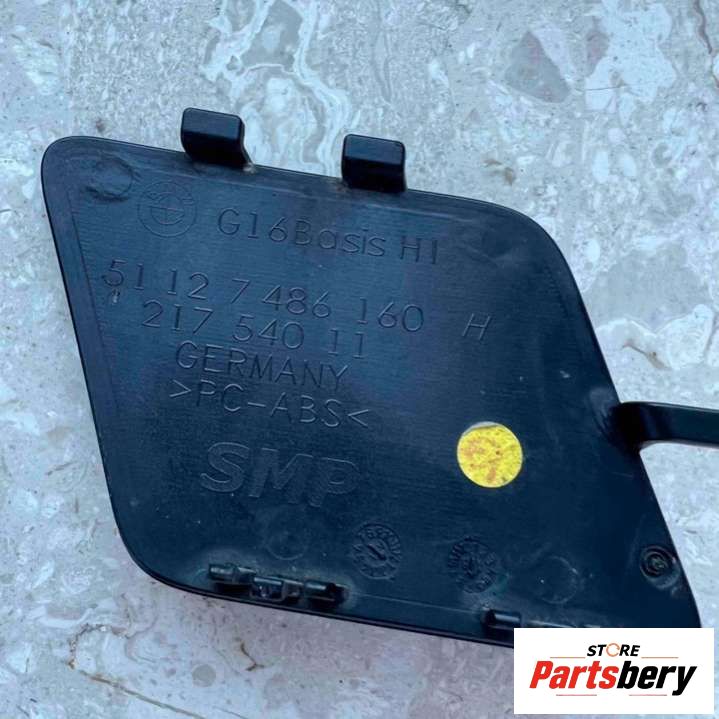 G16Basis HI
51 12 7 486 160 H
217 540 11
GERMANY
>PC-ABS<
SMP
STORE
Partsbery